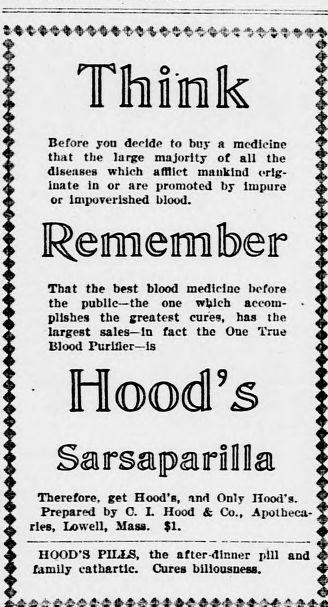 Think
Before you decide to buy a medicine
that the large majority of all the
diseases which afflict mankind orig-
inate in or are promoted by impure
or impoverished blood.
Remember
That the best blood medicine before
the public—the one which accom-
plishes the greatest cures, has the
largest sales—in fact the One True
Blood Purifier—is
Hood's
Sarsaparilla
Therefore, get Hood's, and Only Hood's.
Prepared by C. I. Hood & Co., Apotheca-
ries, Lowell, Mass. $1.
HOOD'S PILLS, the after-dinner pill and
family cathartic. Cures biliousness.